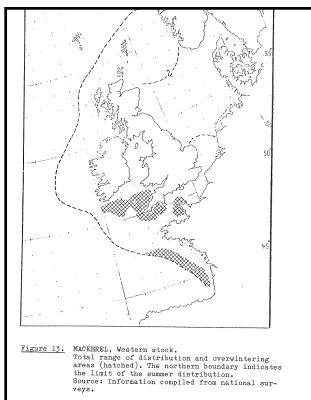 55
50
45
Figure 13. MACKEREL, Western stock.
Total range of distribution and overwintering
areas (hatched). The northern boundary indicates
the limit of the summer distribution.
Source: Information compiled from national sur-
veys.